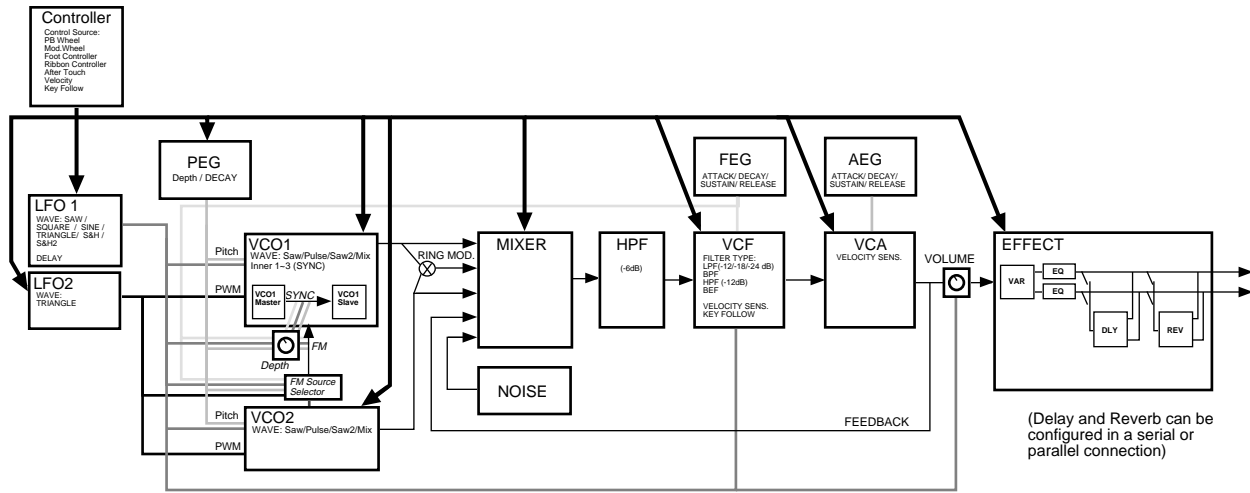 Controller
Control Source:
PB Wheel
Mod.Wheel
Foot Controller
Ribbon Controller
After Touch
Velocity
Key Follow
PEG
Depth / DECAY
FEG
ATTACK/ DECAY/
SUSTAIN/ RELEASE
AEG
ATTACK/ DECAY/
SUSTAIN/ RELEASE
LFO 1
WAVE: SAW /
SQUARE / SINE /
TRIANGLE/ S&H /
S&H2
DELAY
LFO2
WAVE:
TRIANGLE
Pitch
PWM
VCO1
WAVE: Saw/Pulse/Saw2/Mix
Inner 1~3 (SYNC)
VCO1
Master
SYNC
VCO1
Slave
RING MOD.
FM
Depth
FM Source
Selector
Pitch
PWM
VCO2
WAVE: Saw/Pulse/Saw2/Mix
MIXER
NOISE
HPF
(-6dB)
VCF
FILTER TYPE:
LPF(-12/-18/-24 dB)
BPF
HPF (-12dB)
BEF
VELOCITY SENS.
KEY FOLLOW
VCA
VELOCITY SENS.
VOLUME
FEEDBACK
EFFECT
VAR
EQ
EQ
DLY
REV
(Delay and Reverb can be
configured in a serial or
parallel connection)